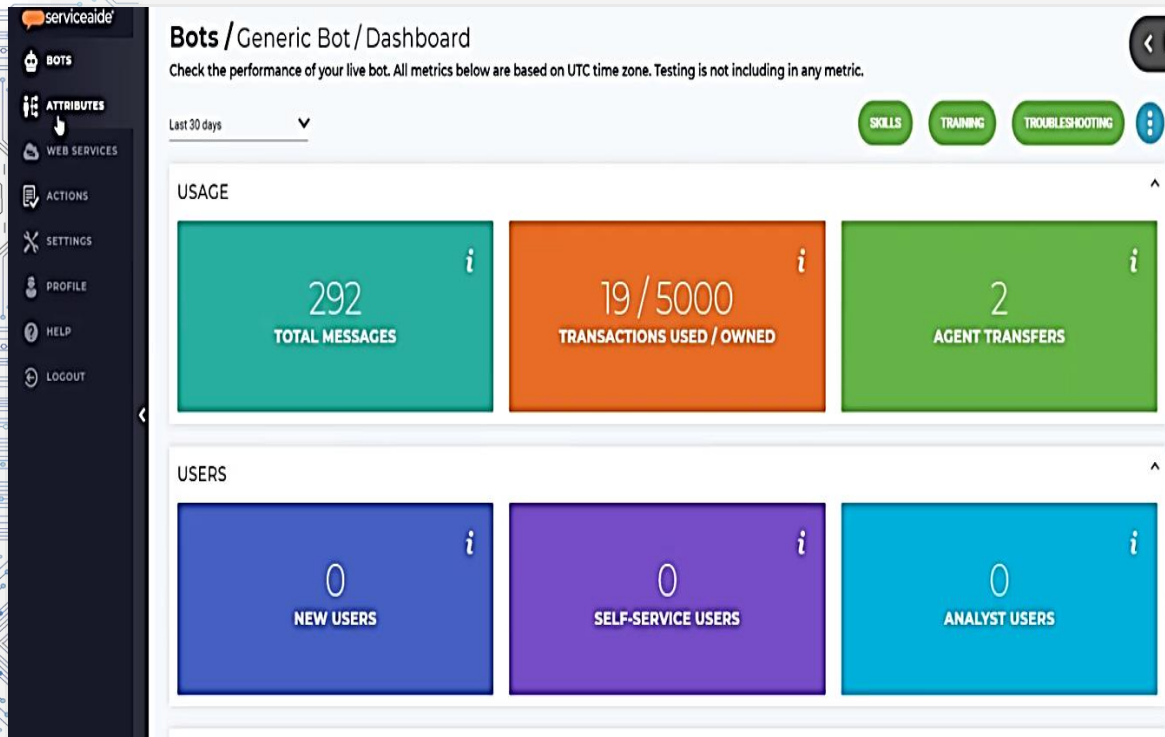 serviceaide
BOTS
ATTRIBUTES
WEB SERVICES
ACTIONS
SETTINGS
PROFILE
HELP
LOGOUT
Bots / Generic Bot / Dashboard
Check the performance of your live bot. All metrics below are based on UTC time zone. Testing is not including in any metric.
Last 30 days
SKILLS
TRAINING
TROUBLESHOOTING
USAGE
292
TOTAL MESSAGES
19 / 5000
TRANSACTIONS USED / OWNED
2
AGENT TRANSFERS
USERS
0
NEW USERS
0
SELF-SERVICE USERS
0
ANALYST USERS